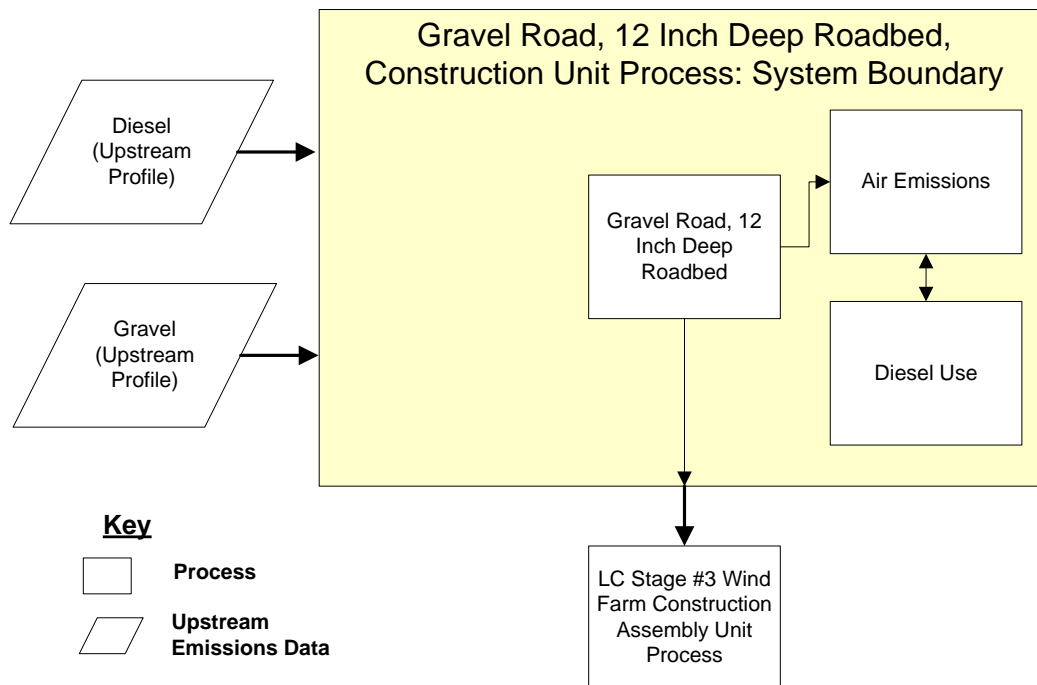 Gravel Road, 12 Inch Deep Roadbed,
Construction Unit Process: System Boundary
Diesel
(Upstream
Profile)
Air Emissions
Gravel Road, 12
Inch Deep
Roadbed
Gravel
(Upstream
Profile)
Diesel Use
Key
Process
Upstream
Emissions Data
LC Stage #3 Wind
Farm Construction
Assembly Unit
Process